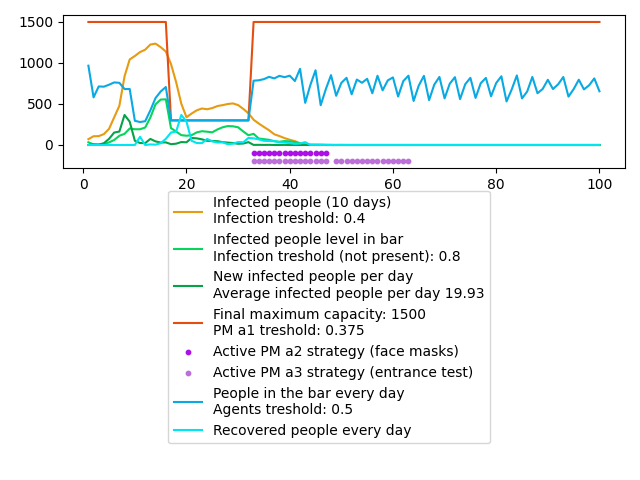 1500
1000
500
0
0
20
40
60
80
100
Infected people (10 days)
Infection treshold: 0.4
Infected people level in bar
Infection treshold (not present): 0.8
New infected people per day
Average infected people per day 19.93
Final maximum capacity: 1500
PM a1 treshold: 0.375
Active PM a2 strategy (face masks)
Active PM a3 strategy (entrance test)
People in the bar every day
Agents treshold: 0.5
Recovered people every day